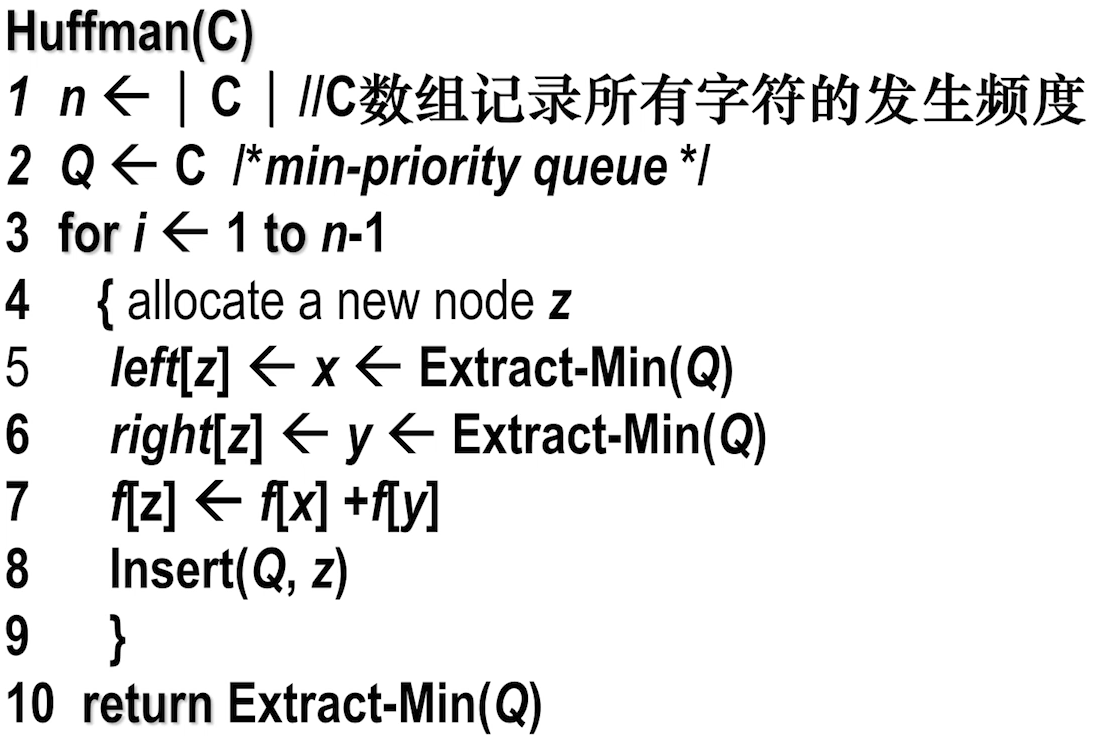 Huffman(C)
1 n ← | C | //C数组记录所有字符的发生频度
2 Q ← C /*min-priority queue */
3 for i ← 1 to n-1
4 { allocate a new node z
5 left[z] ← x ← Extract-Min(Q)
6 right[z] ← y ← Extract-Min(Q)
7 f[z] ← f[x] +f[y]
8 Insert(Q, z)
9 }
10 return Extract-Min(Q)